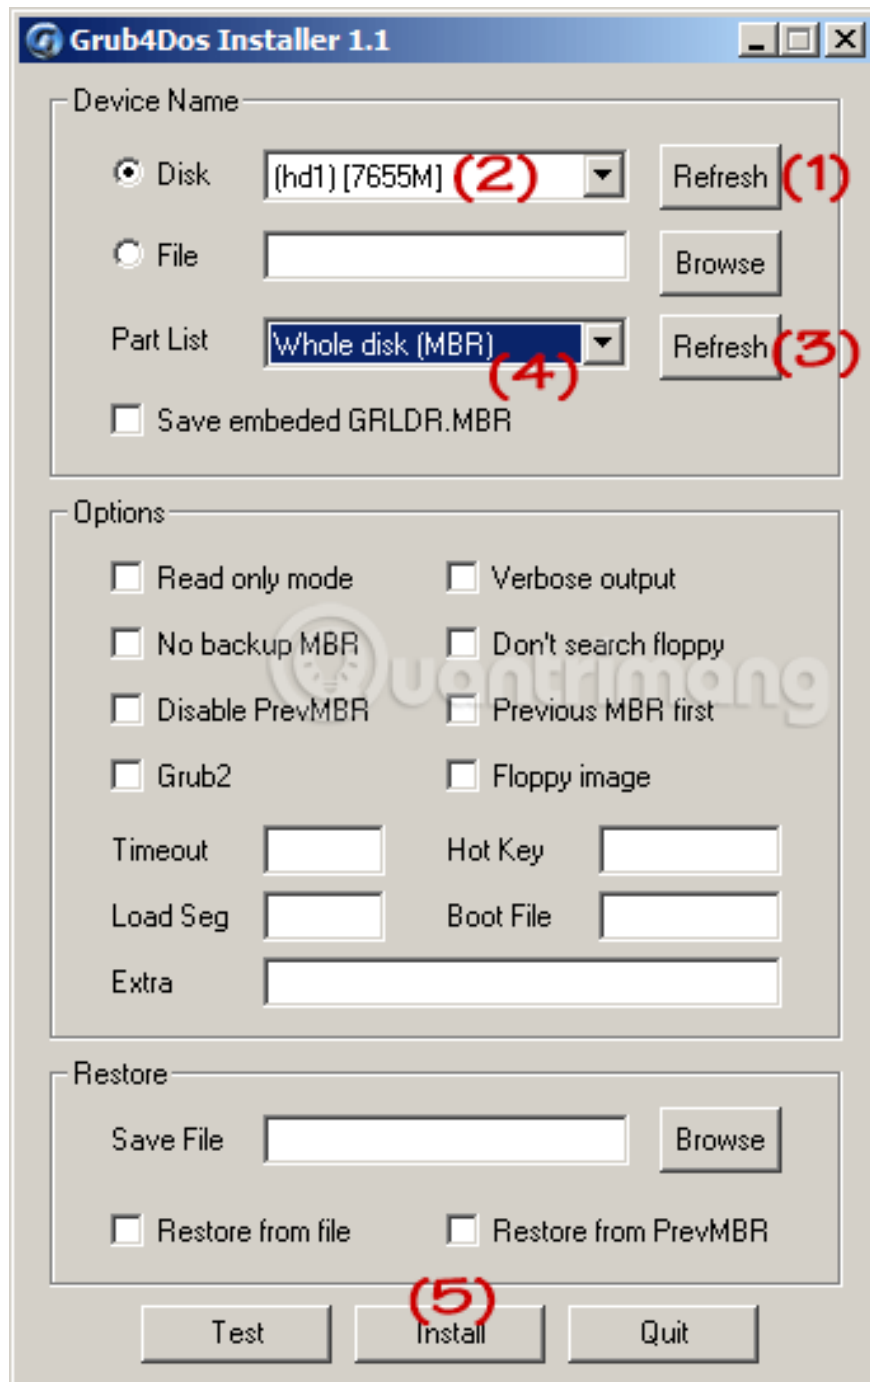 Grub4Dos Installer 1.1
Device Name
Disk (hd1) [7655M] (2) Refresh (1)
File Browse
Part List Whole disk (MBR) (4) Refresh (3)
Save embeded GRLDR.MBR
Options
Read only mode Verbose output
No backup MBR Don't search floppy
Quantrimang
Disable PrevMBR Previous MBR first
Grub2 Floppy image
Timeout Hot Key
Load Seg Boot File
Extra
Restore
Save File Browse
Restore from file Restore from PrevMBR
(5)
Test Install Quit